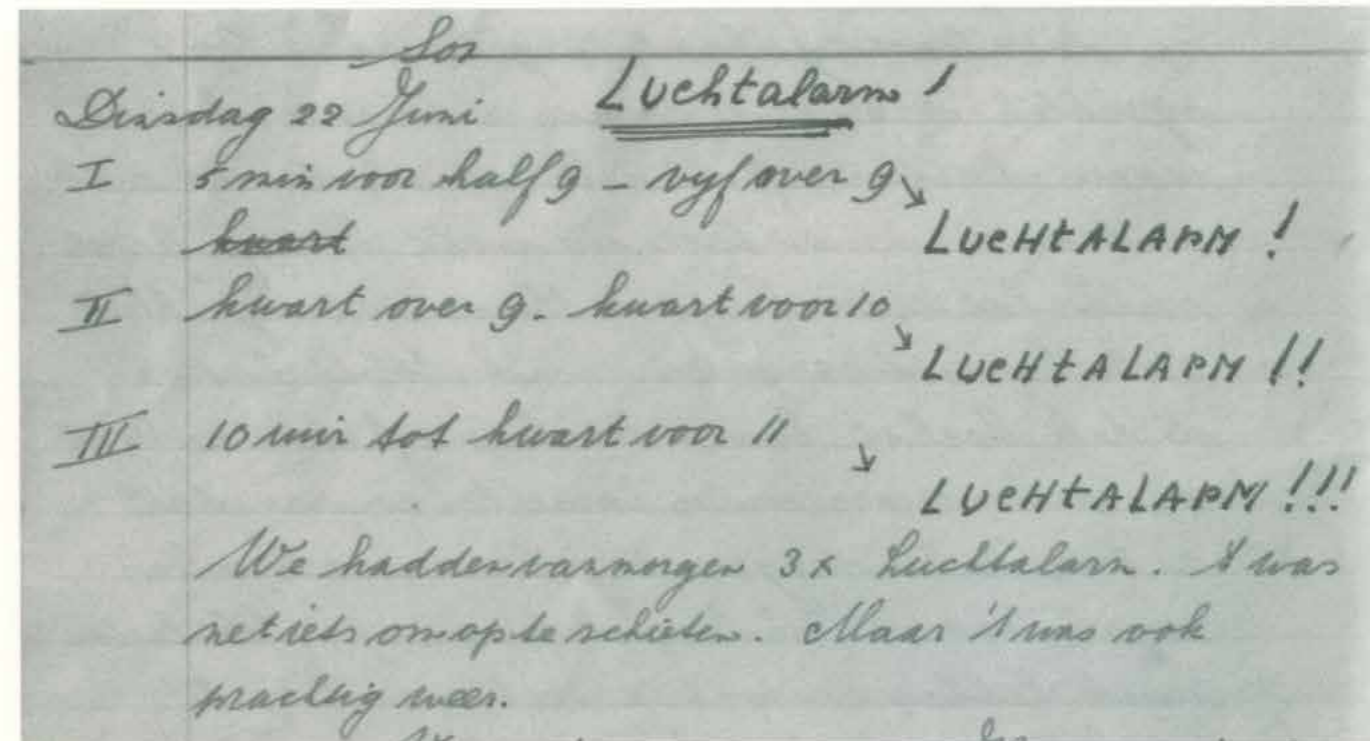 Dinsdag 22 Juni Luchtalarm!
I 5 min voor half 9 - vyf over 9
kwart
LUCHTALARM !
II kwart over 9. kwart voor 10
LUCHTALARM !!
III 10 min tot kwart voor 11
LUCHTALARM !!!
We hadden vanmorgen 3x Luchtalarm. 't was
net iets om op te schieten. Maar 't was ook
prachtig weer.